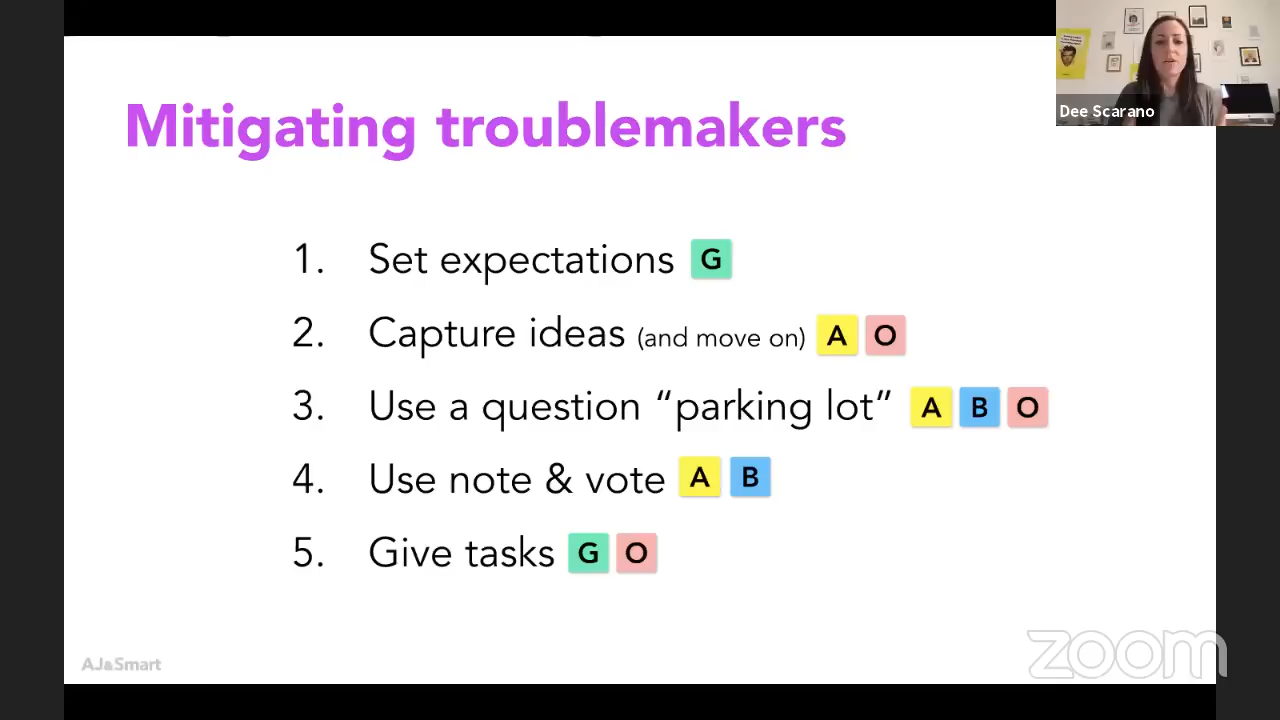 Mitigating troublemakers
Dee Scarano
1. Set expectations G
2. Capture ideas (and move on) A O
3. Use a question “parking lot” A B O
4. Use note & vote A B
5. Give tasks G O
AJ&Smart
zoom